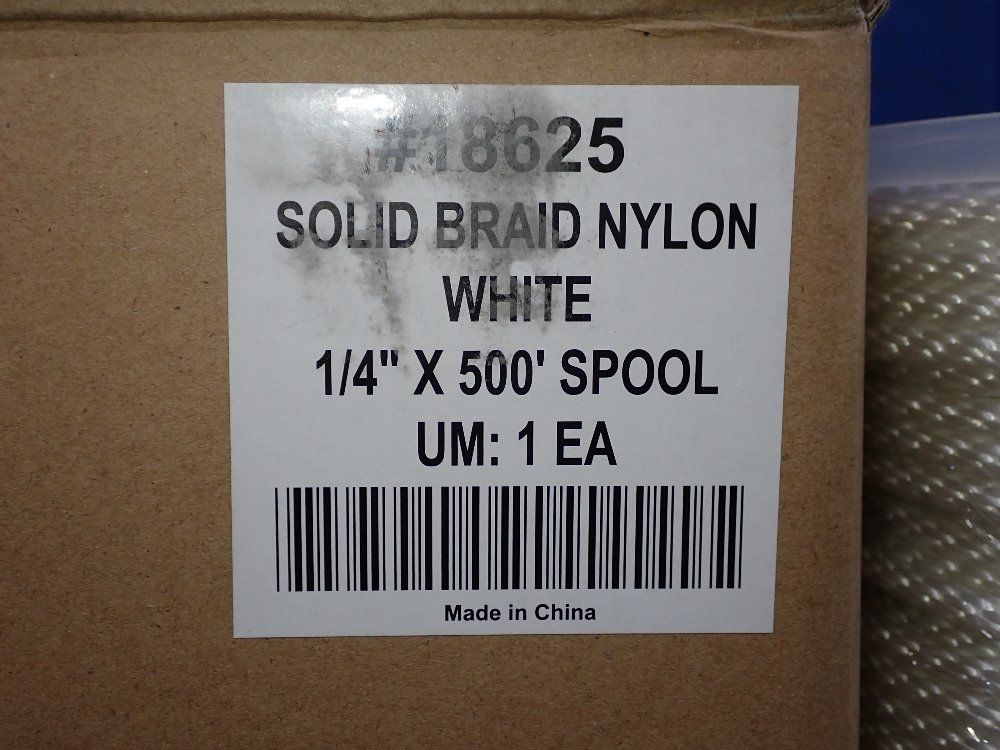 #18625
SOLID BRAID NYLON
WHITE
1/4" X 500' SPOOL
UM: 1 EA
Made in China